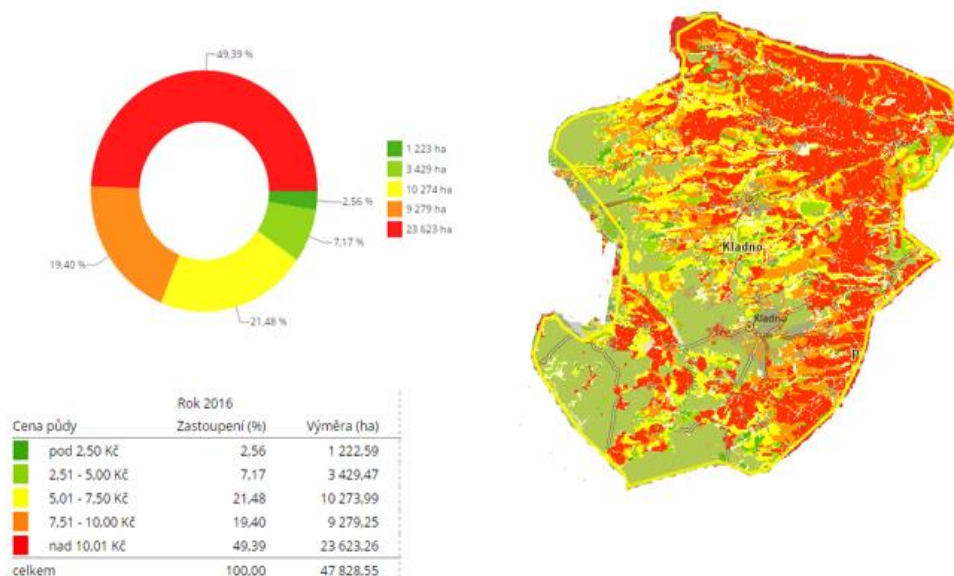 49,39 %
1 223 ha
3 429 ha
10 274 ha
9 279 ha
23 623 ha
2,56 %
7,17 %
19,40 %
21,48 %
Kladno
Kladno
Rok 2016
Cena půdy Zastoupení (%) Výměra (ha)
pod 2,50 Kč 2,56 1 222,59
2,51 - 5,00 Kč 7,17 3 429,47
5,01 - 7,50 Kč 21,48 10 273,99
7,51 - 10,00 Kč 19,40 9 279,25
nad 10,01 Kč 49,39 23 623,26
celkem 100,00 47 828,55